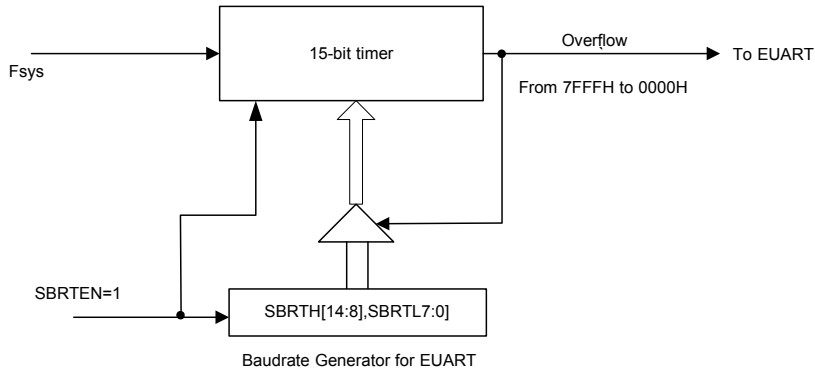 15-bit timer
Overflow
To EUART
Fsys
From 7FFFH to 0000H
SBRTEN=1
SBRTH[14:8],SBRTL7:0]
Baudrate Generator for EUART